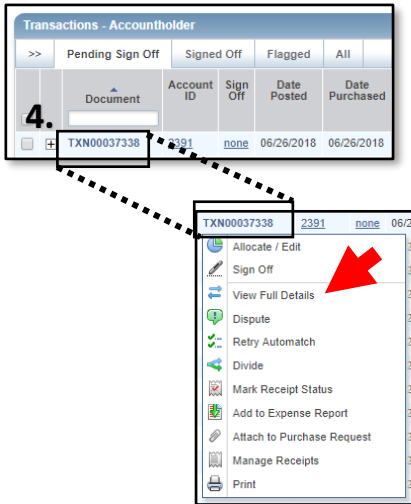 Transactions - Accountholder
>> Pending Sign Off Signed Off Flagged All
Document Account ID Sign Off Date Posted Date Purchased
4.
TXN00037338 2391 none 06/26/2018 06/26/2018
TXN00037338 2391 none 06/2
Allocate / Edit
Sign Off
View Full Details
Dispute
Retry Automatch
Divide
Mark Receipt Status
Add to Expense Report
Attach to Purchase Request
Manage Receipts
Print